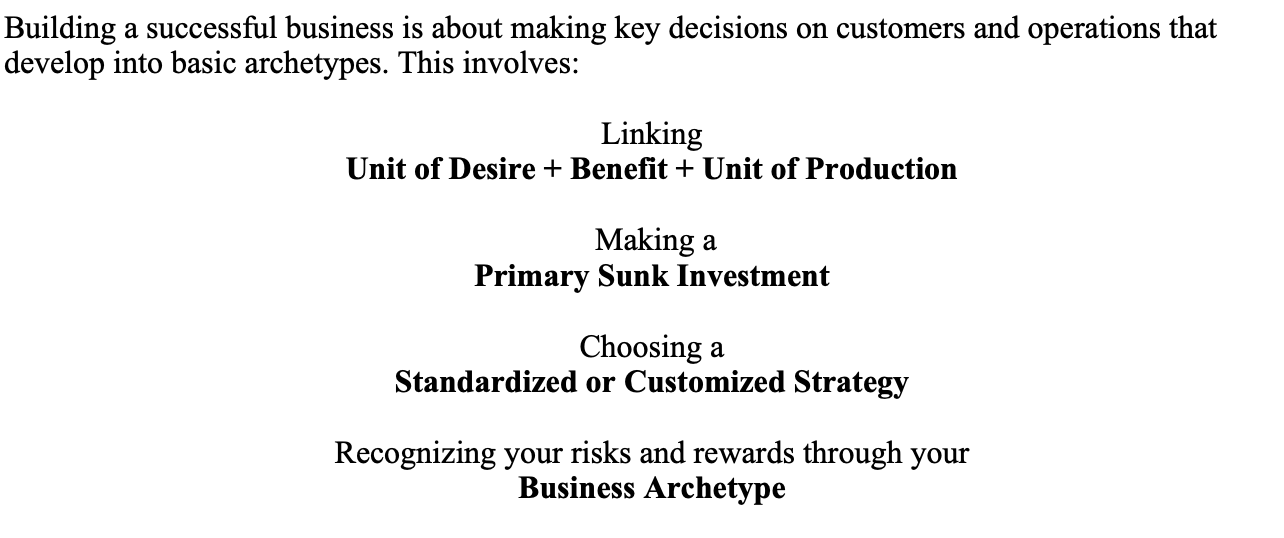 Building a successful business is about making key decisions on customers and operations that
develop into basic archetypes. This involves:
Linking
Unit of Desire + Benefit + Unit of Production
Making a
Primary Sunk Investment
Choosing a
Standardized or Customized Strategy
Recognizing your risks and rewards through your
Business Archetype